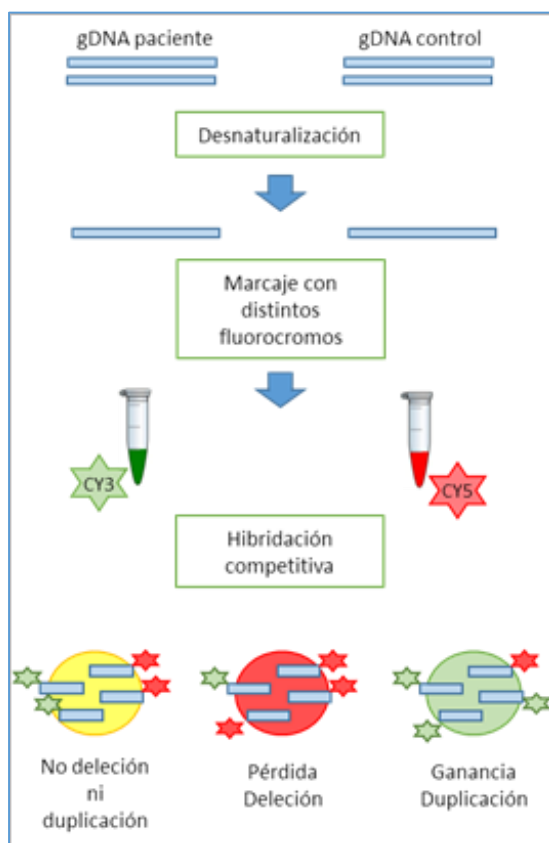 gDNA paciente
gDNA control
Desnaturalización
Marcaje con
distintos
fluorocromos
CY3
CY5
Hibridación
competitiva
No deleción
ni
duplicación
Pérdida
Deleción
Ganancia
Duplicación